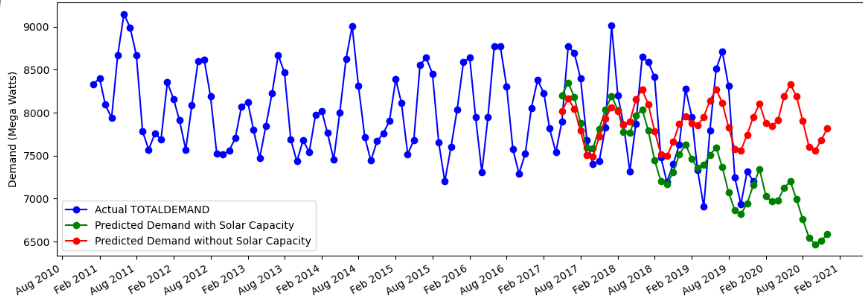 Demand (Mega Watts)
9000
8500
8000
7500
7000
6500
Actual TOTALDEMAND
Predicted Demand with Solar Capacity
Predicted Demand without Solar Capacity
Aug 2010
Feb 2011
Aug 2011
Feb 2012
Aug 2012
Feb 2013
Aug 2013
Feb 2014
Aug 2014
Feb 2015
Aug 2015
Feb 2016
Aug 2016
Feb 2017
Aug 2017
Feb 2018
Aug 2018
Feb 2019
Aug 2019
Feb 2020
Aug 2020
Feb 2021